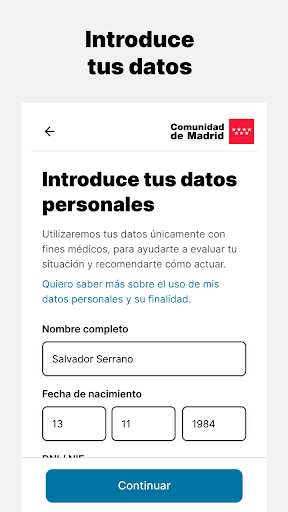 Introduce
tus datos
Comunidad
de Madrid
Introduce tus datos
personales
Utilizaremos tus datos únicamente con
fines médicos, para ayudarte a evaluar tu
situación y recomendarte cómo actuar.
Quiero saber más sobre el uso de mis
datos personales y su finalidad.
Nombre completo
Salvador Serrano
Fecha de nacimiento
13 11 1984
DNI / NIE
Continuar